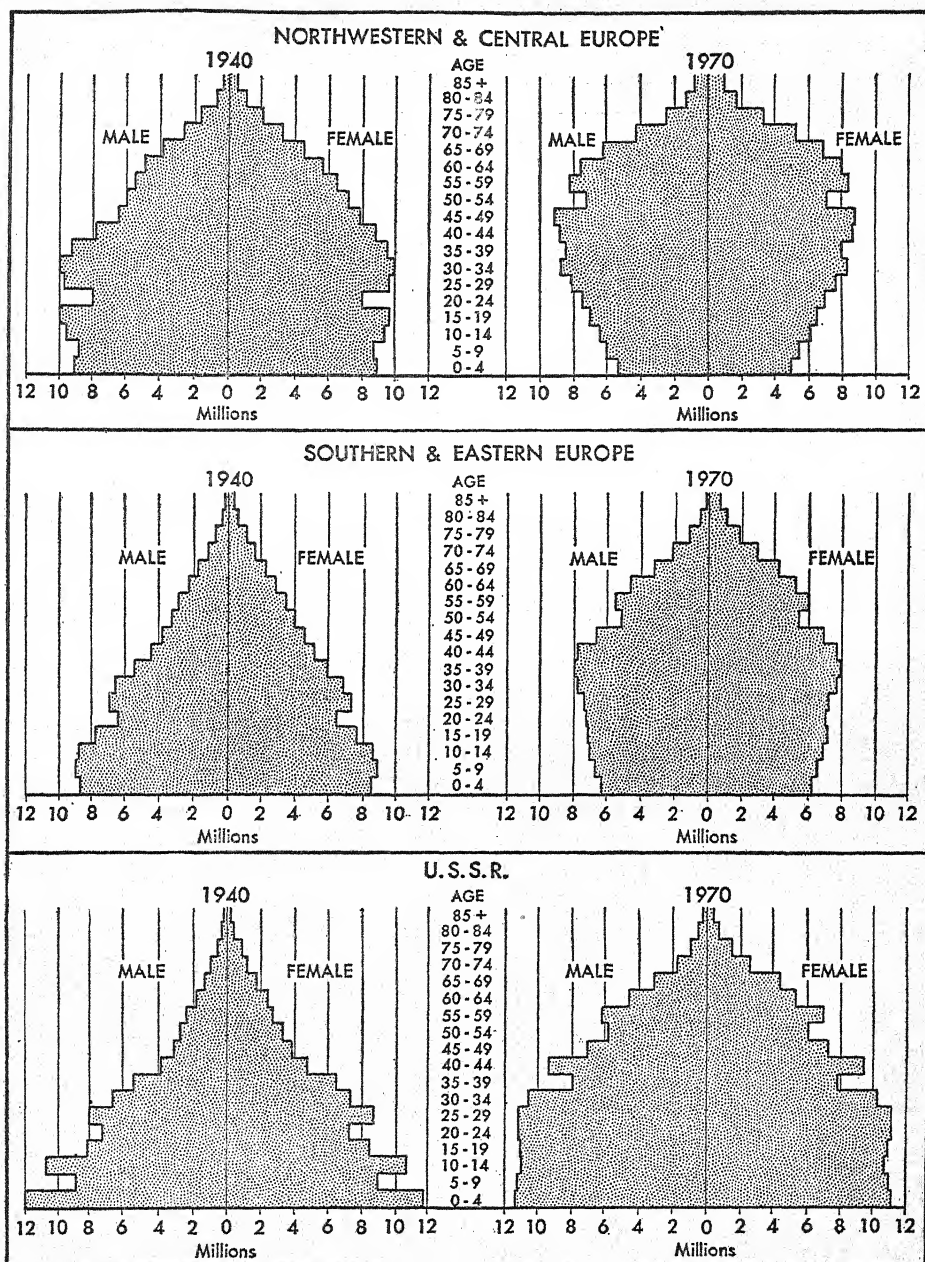 NORTHWESTERN & CENTRAL EUROPE
1940 AGE 1970
85 +
80 - 84
75 - 79
MALE FEMALE 70 - 74 MALE FEMALE
65 - 69
60 - 64
55 - 59
50 - 54
45 - 49
40 - 44
35 - 39
30 - 34
25 - 29
20 - 24
15 - 19
10 - 14
5 - 9
0 - 4
12 10 8 6 4 2 0 2 4 6 8 10 12 12 10 8 6 4 2 0 2 4 6 8 10 12
Millions Millions
SOUTHERN & EASTERN EUROPE
1940 AGE 1970
85 +
80 - 84
75 - 79
MALE FEMALE 70 - 74 MALE FEMALE
65 - 69
60 - 64
55 - 59
50 - 54
45 - 49
40 - 44
35 - 39
30 - 34
25 - 29
20 - 24
15 - 19
10 - 14
5 - 9
0 - 4
12 10 8 6 4 2 0 2 4 6 8 10 12 12 10 8 6 4 2 0 2 4 6 8 10 12
Millions Millions
U.S.S.R.
1940 AGE 1970
85 +
80 - 84
75 - 79
MALE FEMALE 70 - 74 MALE FEMALE
65 - 69
60 - 64
55 - 59
50 - 54
45 - 49
40 - 44
35 - 39
30 - 34
25 - 29
20 - 24
15 - 19
10 - 14
5 - 9
0 - 4
12 10 8 6 4 2 0 2 4 6 8 10 12 12 10 8 6 4 2 0 2 4 6 8 10 12
Millions Millions